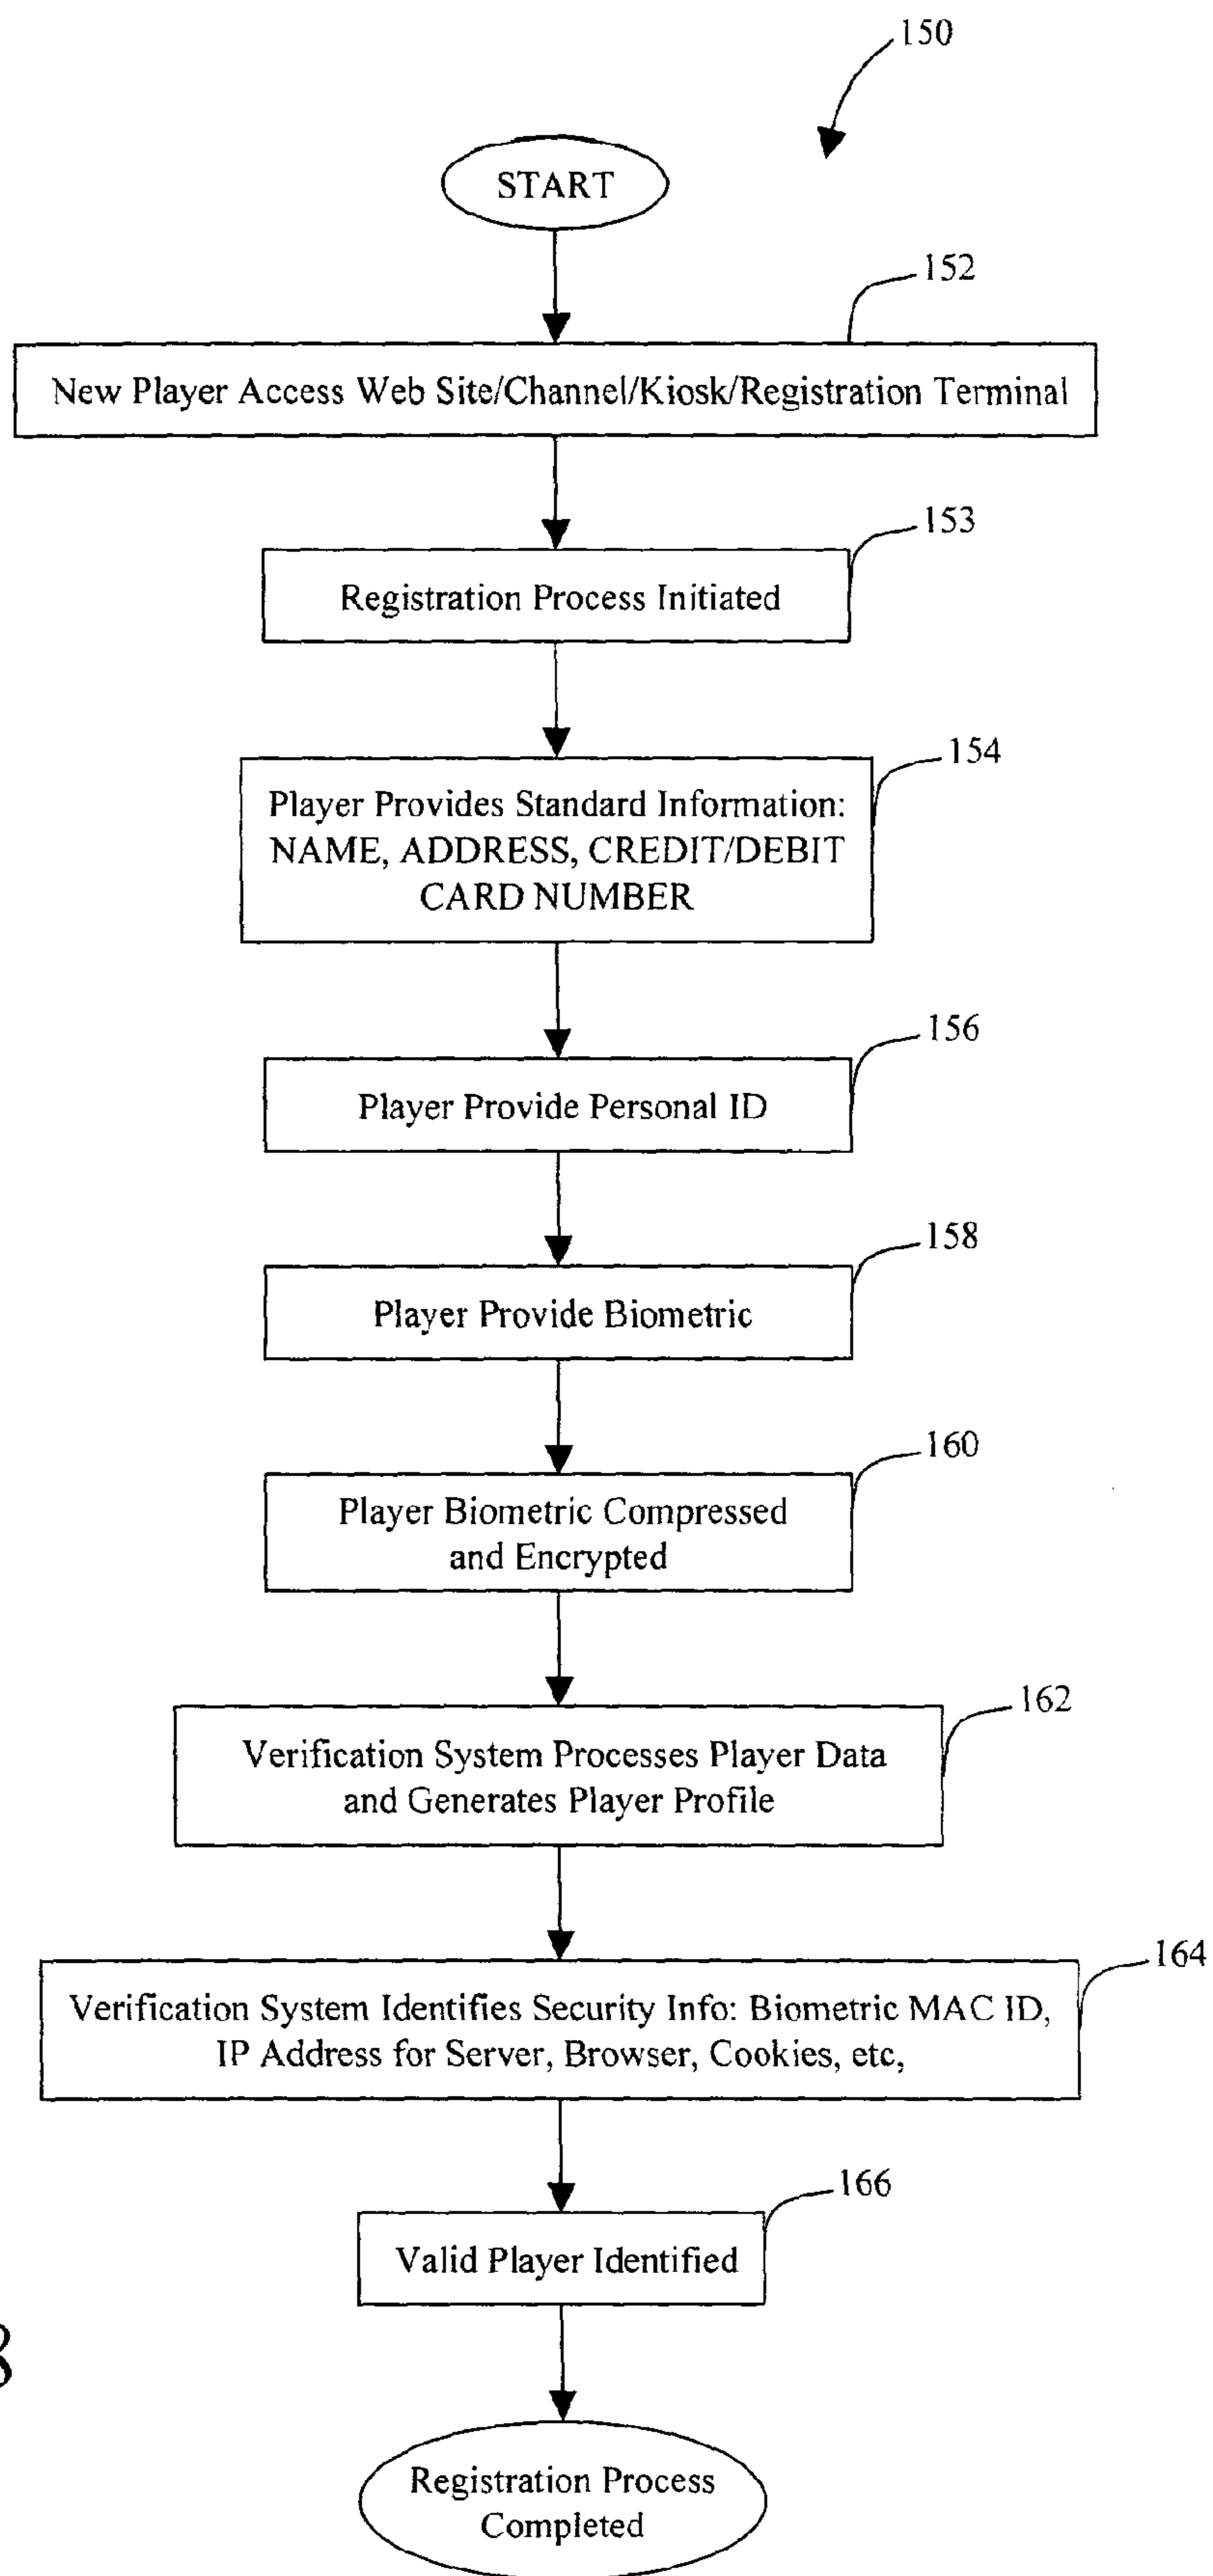 150
START
152
New Player Access Web Site/Channel/Kiosk/Registration Terminal
153
Registration Process Initiated
154
Player Provides Standard Information:
NAME, ADDRESS, CREDIT/DEBIT
CARD NUMBER
156
Player Provide Personal ID
158
Player Provide Biometric
160
Player Biometric Compressed
and Encrypted
162
Verification System Processes Player Data
and Generates Player Profile
164
Verification System Identifies Security Info: Biometric MAC ID,
IP Address for Server, Browser, Cookies, etc,
166
Valid Player Identified
Registration Process
Completed